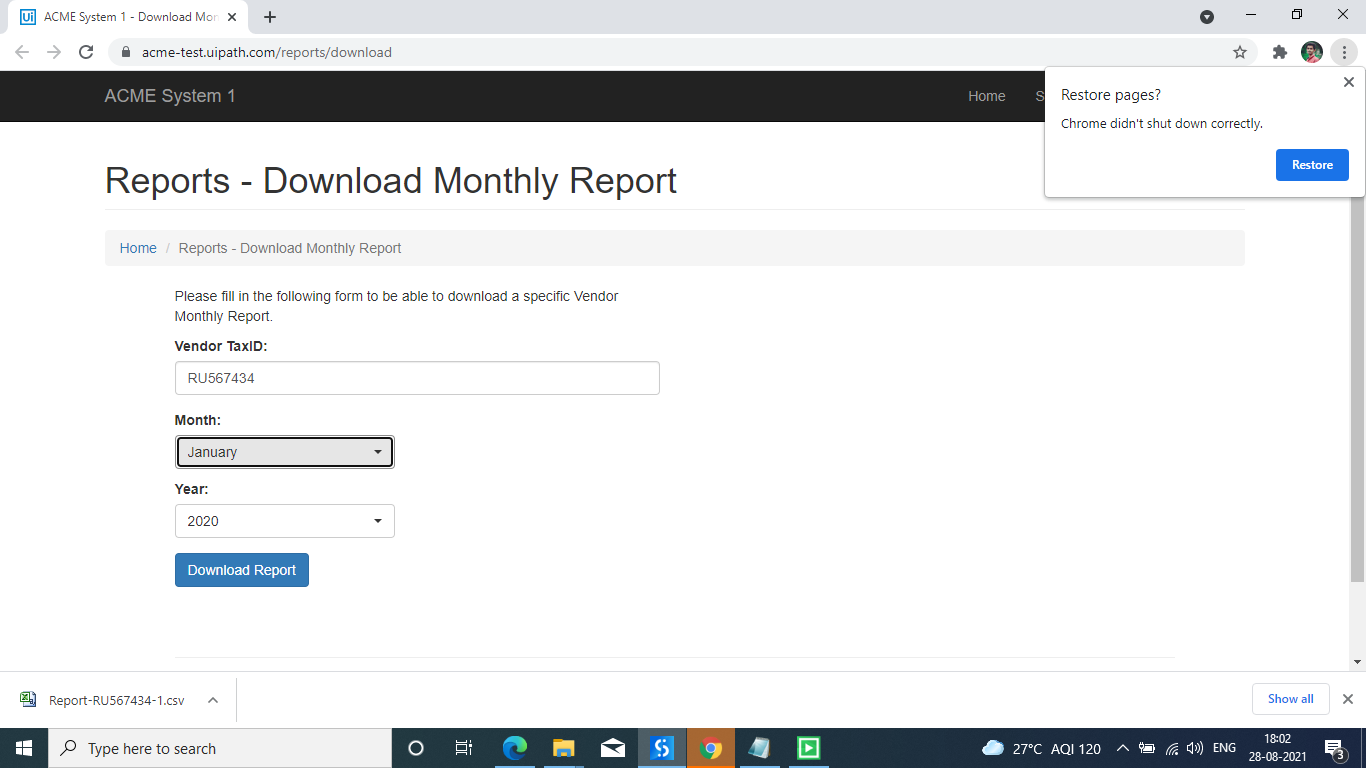 Ui ACME System 1 - Download Mon
acme-test.uipath.com/reports/download
ACME System 1 Home S
Restore pages?
Chrome didn't shut down correctly.
Restore
Reports - Download Monthly Report
Home / Reports - Download Monthly Report
Please fill in the following form to be able to download a specific Vendor
Monthly Report.
Vendor TaxID:
RU567434
Month:
January
Year:
2020
Download Report
Report-RU567434-1.csv
Show all
Type here to search
27°C AQI 120
ENG
18:02
28-08-2021
3